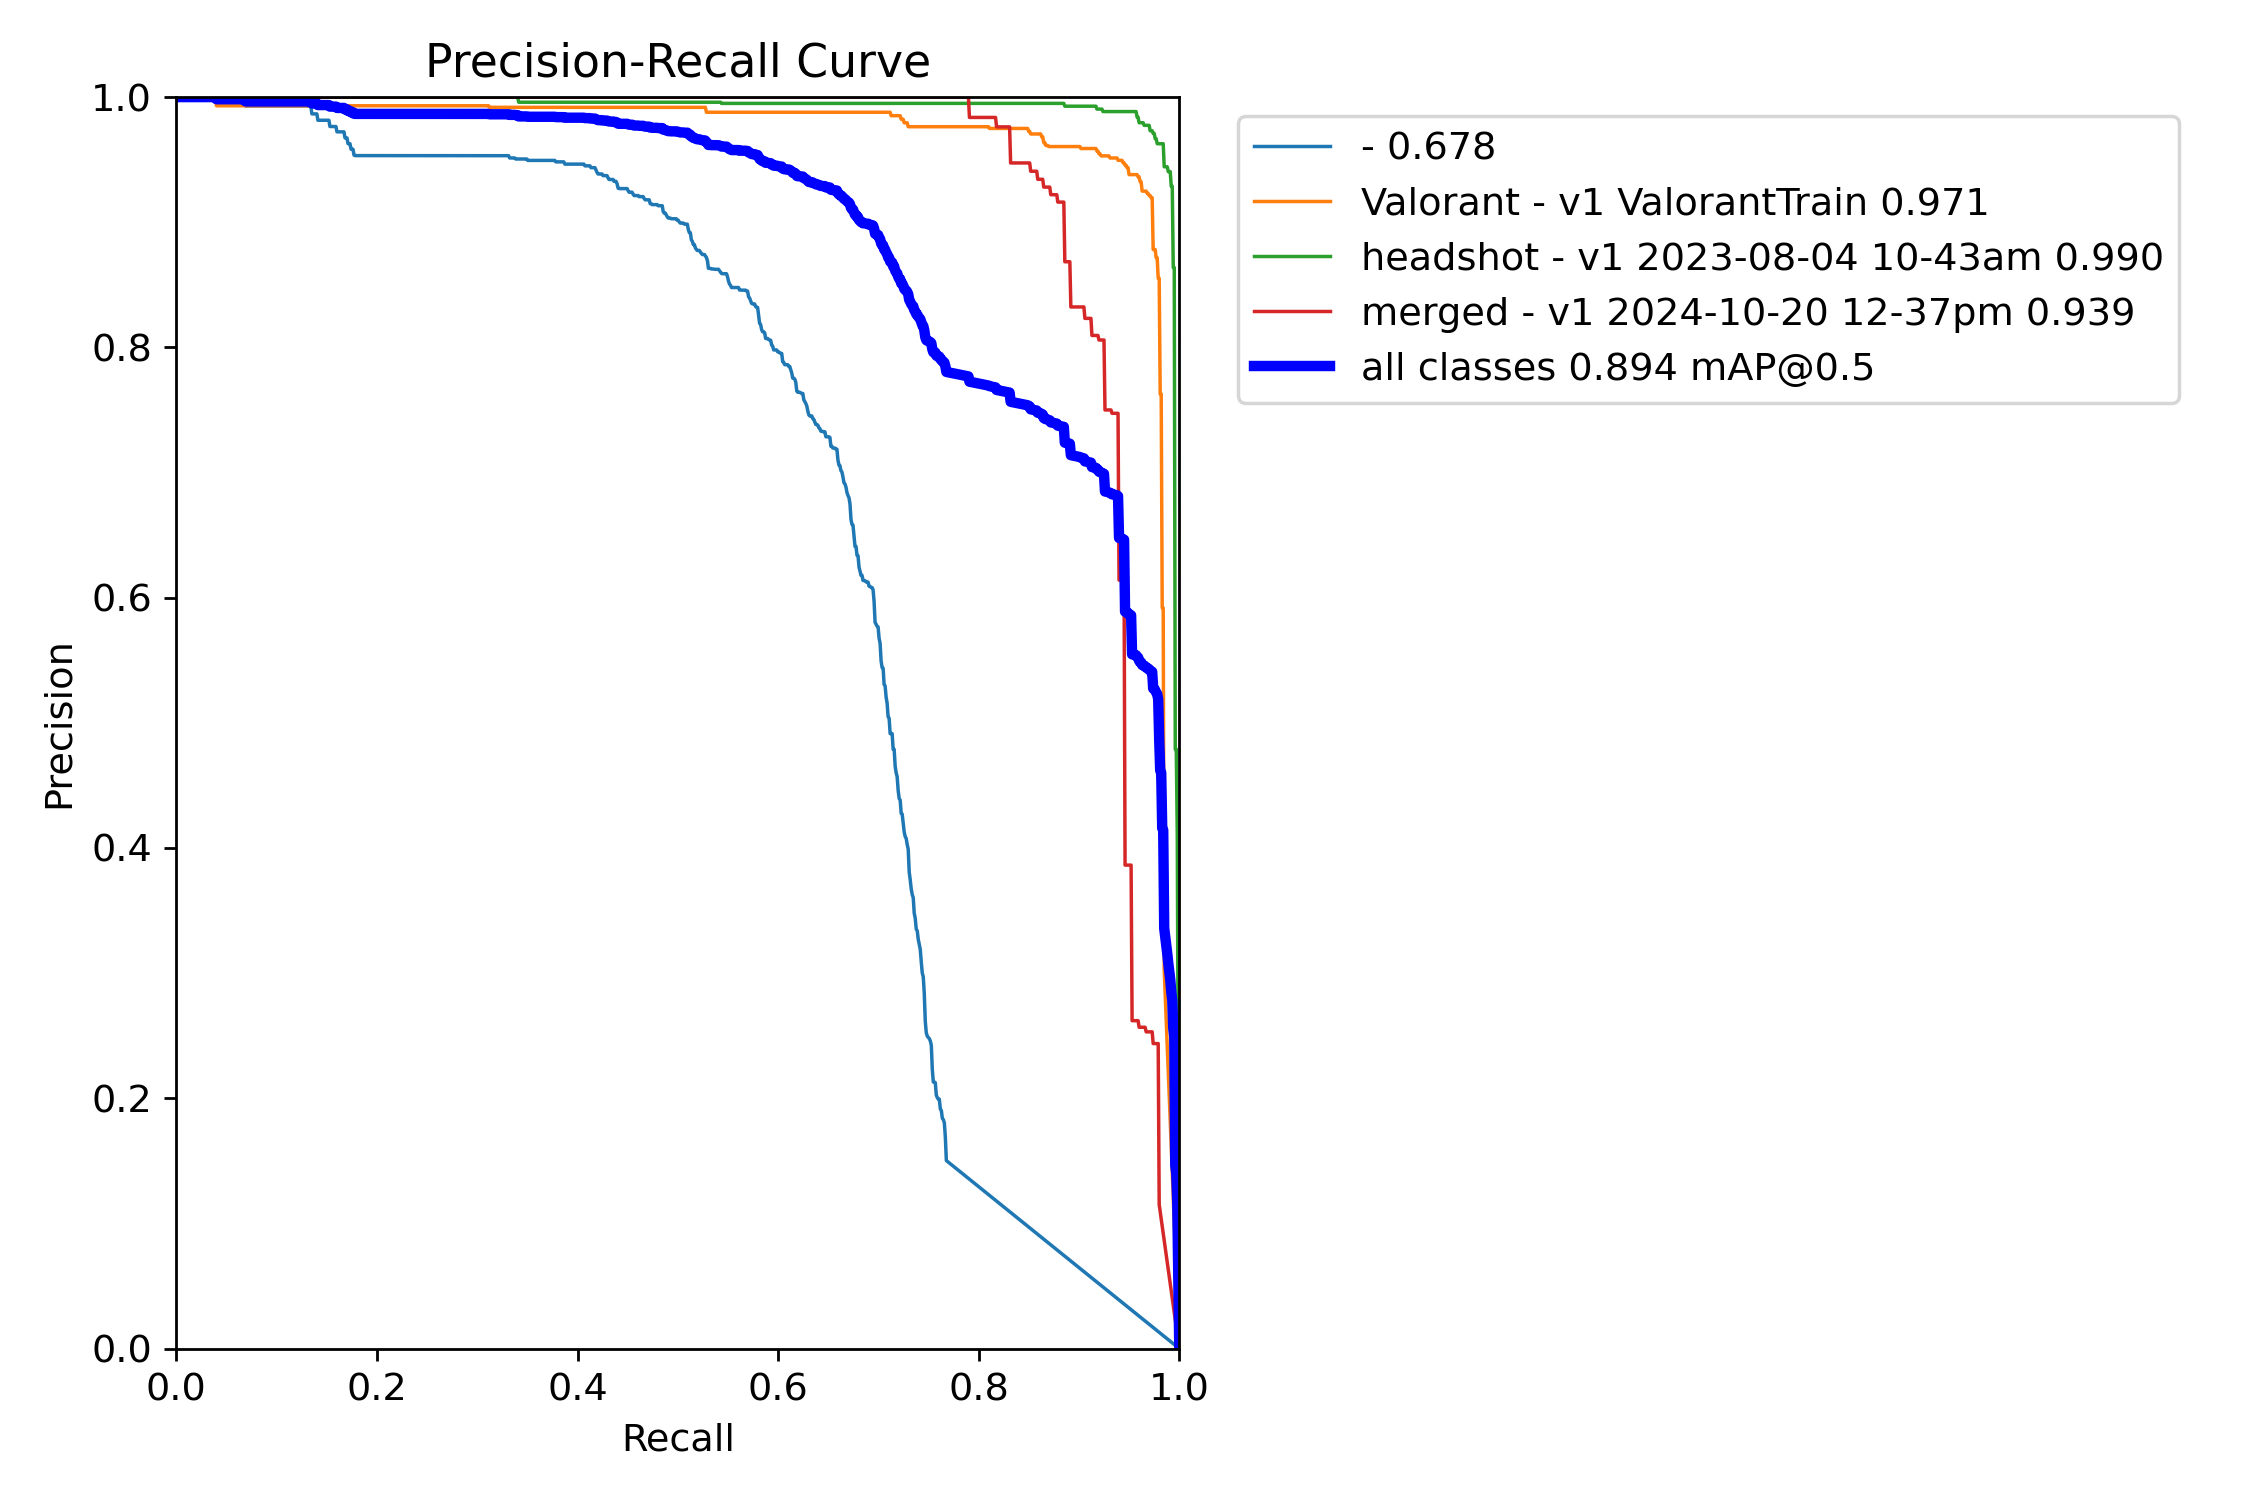 Precision-Recall Curve
1.0
0.8
0.6
0.4
0.2
0.0
Precision
0.0 0.2 0.4 0.6 0.8 1.0
Recall
- 0.678
Valorant - v1 ValorantTrain 0.971
headshot - v1 2023-08-04 10-43am 0.990
merged - v1 2024-10-20 12-37pm 0.939
all classes 0.894 mAP@0.5